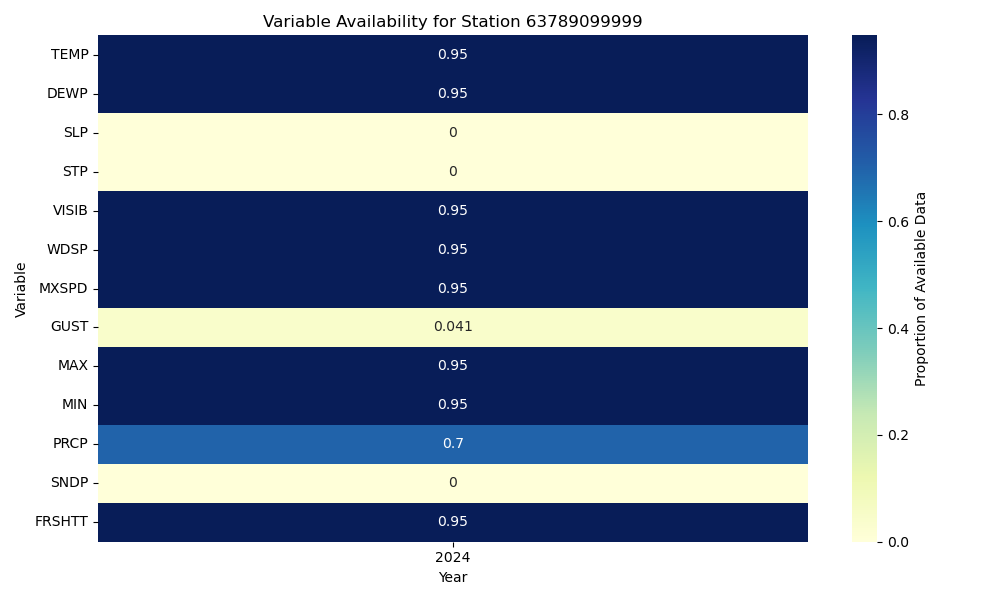 Variable Availability for Station 63789099999
TEMP 0.95
DEWP 0.95
SLP 0
STP 0
VISIB 0.95
WDSP 0.95
MXSPD 0.95
GUST 0.041
MAX 0.95
MIN 0.95
PRCP 0.7
SNDP 0
FRSHTT 0.95
Variable
2024
Year
0.8
0.6
0.4
0.2
0.0
Proportion of Available Data